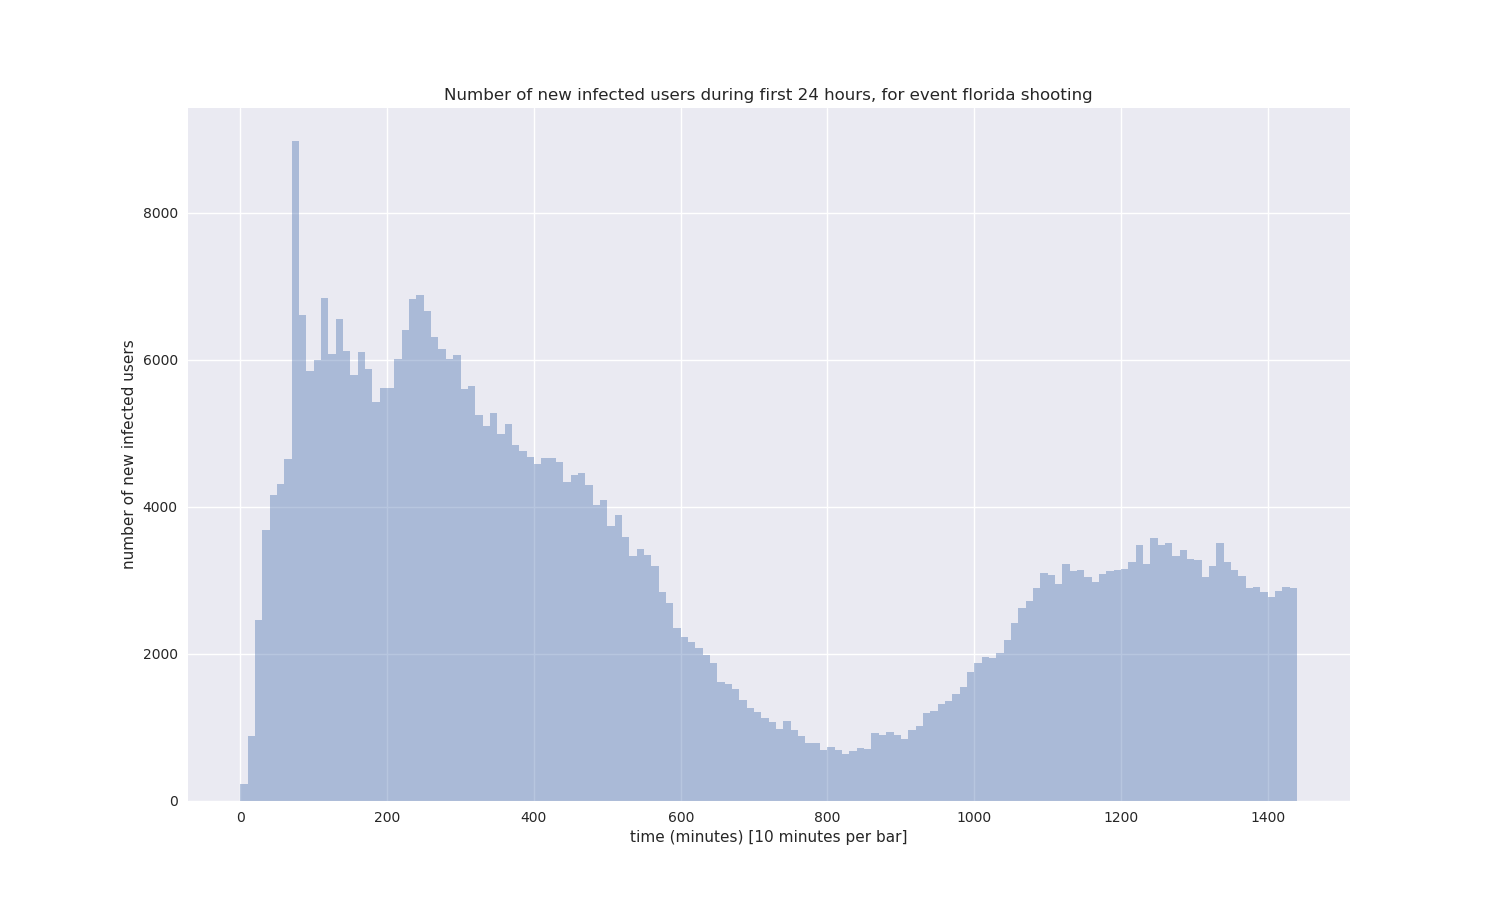 Number of new infected users during first 24 hours, for event florida shooting
8000
6000
4000
2000
0
number of new infected users
0 200 400 600 800 1000 1200 1400
time (minutes) [10 minutes per bar]